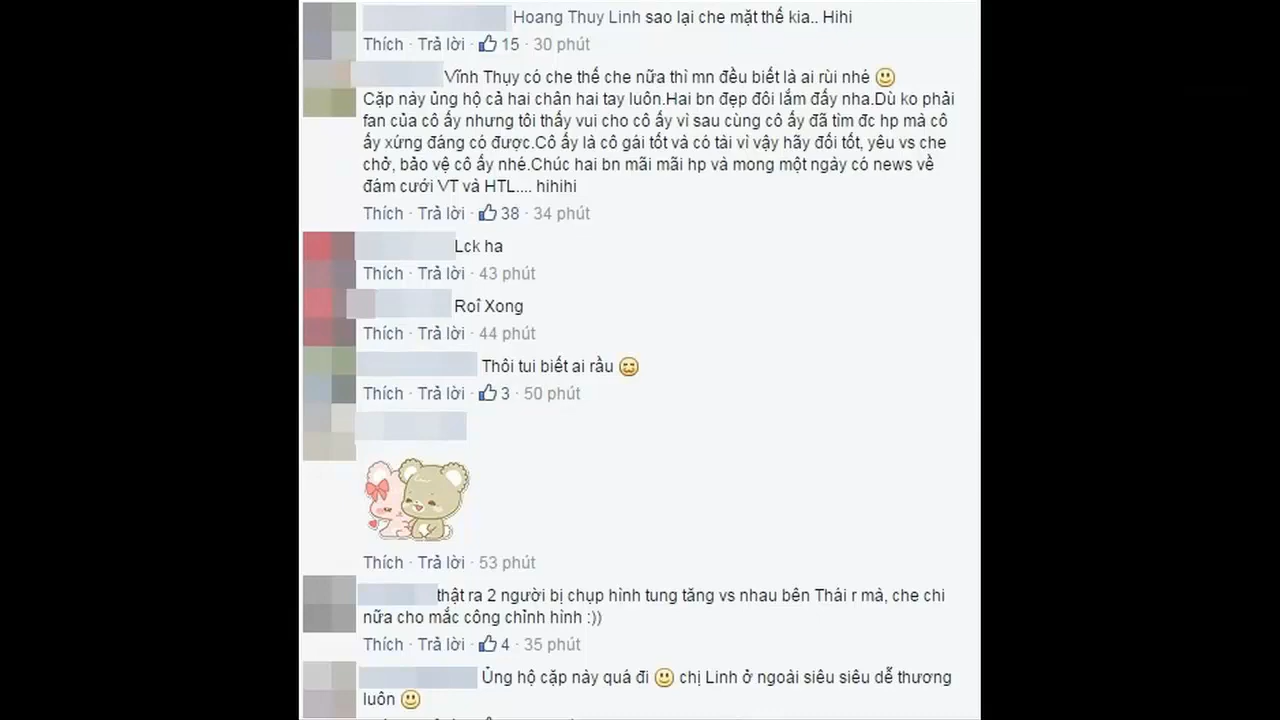 Hoang Thuy Linh sao lại che mặt thế kia.. Hihi
Thích · Trả lời · 15 · 30 phút
Vĩnh Thụy có che thế che nữa thì mn đều biết là ai rùi nhé
Cặp này ủng hộ cả hai chân hai tay luôn.Hai bn đẹp đôi lắm đấy nha.Dù ko phải
fan của cô ấy nhưng tôi thấy vui cho cô ấy vì sau cùng cô ấy đã tìm đc hp mà cô
ấy xứng đáng có được.Cô ấy là cô gái tốt và có tài vì vậy hãy đối tốt, yêu vs che
chở, bảo vệ cô ấy nhé.Chúc hai bn mãi mãi hp và mong một ngày có news về
đám cưới VT và HTL.... hihihi
Thích · Trả lời · 38 · 34 phút
Lck ha
Thích · Trả lời · 43 phút
Roî Xong
Thích · Trả lời · 44 phút
Thôi tui biết ai rầu
Thích · Trả lời · 3 · 50 phút
Thích · Trả lời · 53 phút
thật ra 2 người bị chụp hình tung tăng vs nhau bên Thái r mà, che chi
nữa cho mắc công chỉnh hình :))
Thích · Trả lời · 4 · 35 phút
Ủng hộ cặp này quá đi chị Linh ở ngoài siêu siêu dễ thương
luôn